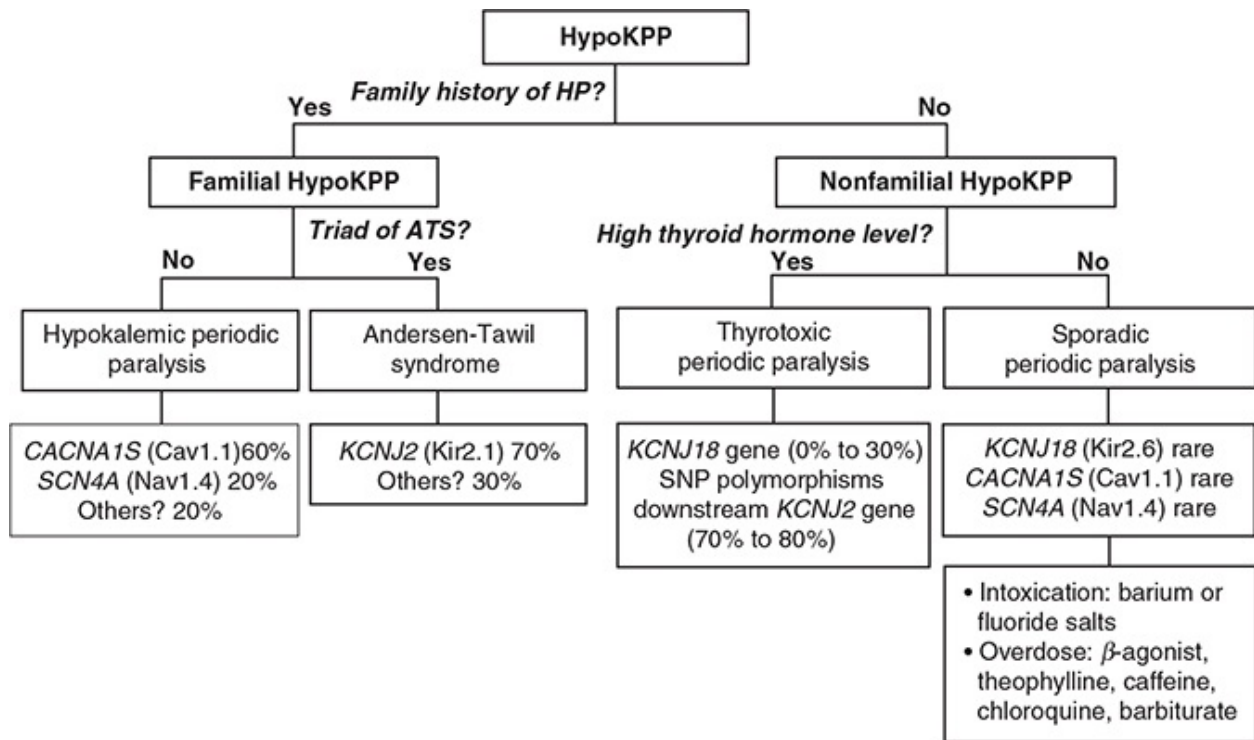 HypoKPP
Family history of HP?
Yes
No
Familial HypoKPP
Nonfamilial HypoKPP
Triad of ATS?
High thyroid hormone level?
No
Yes
Yes
No
Hypokalemic periodic
paralysis
Andersen-Tawil
syndrome
Thyrotoxic
periodic paralysis
Sporadic
periodic paralysis
CACNA1S (Cav1.1)60%
SCN4A (Nav1.4) 20%
Others? 20%
KCNJ2 (Kir2.1) 70%
Others? 30%
KCNJ18 gene (0% to 30%)
SNP polymorphisms
downstream KCNJ2 gene
(70% to 80%)
KCNJ18 (Kir2.6) rare
CACNA1S (Cav1.1) rare
SCN4A (Nav1.4) rare
• Intoxication: barium or
fluoride salts
• Overdose: β-agonist,
theophylline, caffeine,
chloroquine, barbiturate